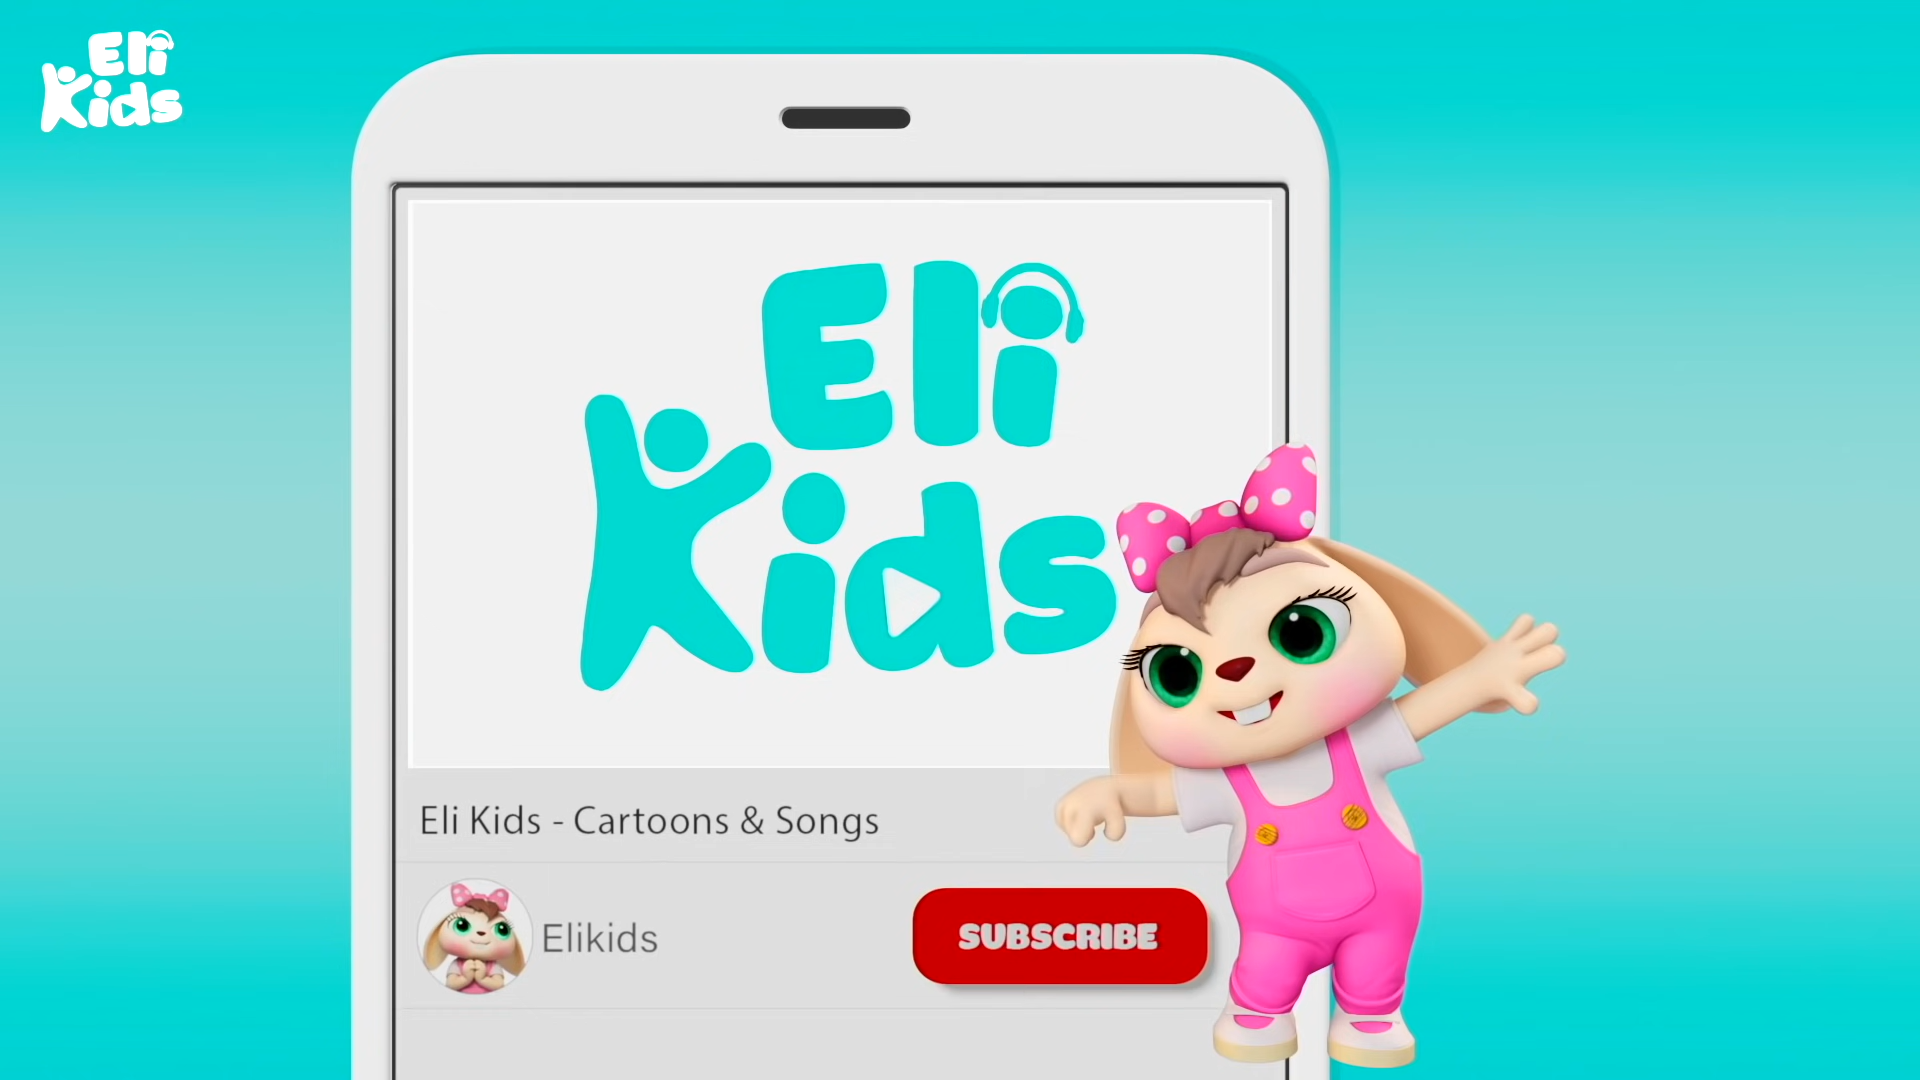 Eli
Kids
Eli
Kids
Eli Kids - Cartoons & Songs
Elikids
SUBSCRIBE